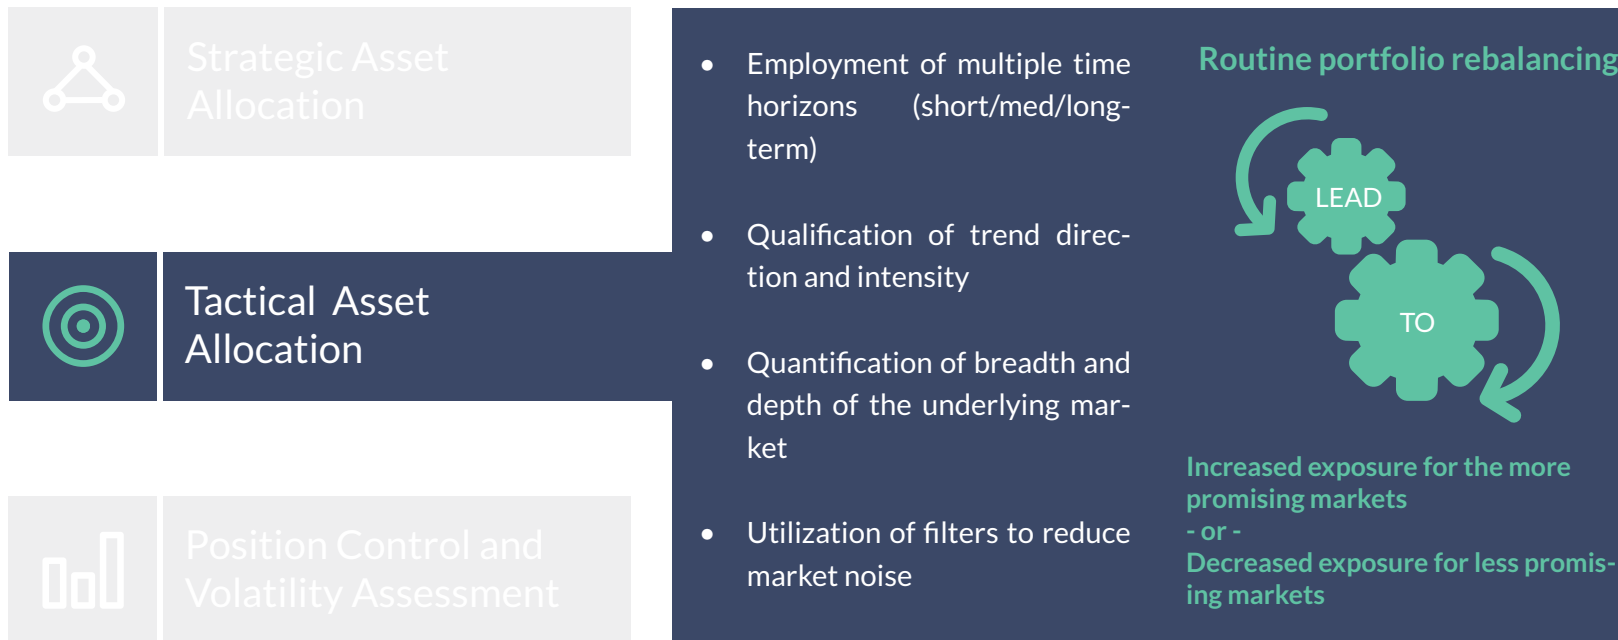 Strategic Asset
Allocation
Tactical Asset
Allocation
Position Control and
Volatility Assessment
• Employment of multiple time
horizons (short/med/long-
term)
• Qualification of trend direc-
tion and intensity
• Quantification of breadth and
depth of the underlying mar-
ket
• Utilization of filters to reduce
market noise
Routine portfolio rebalancing
LEAD
TO
Increased exposure for the more
promising markets
- or -
Decreased exposure for less promis-
ing markets